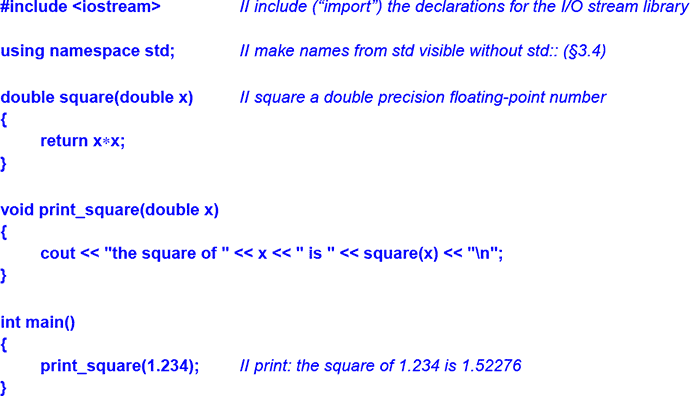 #include <iostream> // include (“import”) the declarations for the I/O stream library
using namespace std; // make names from std visible without std:: (§3.4)
double square(double x) // square a double precision floating-point number
{
return x∗x;
}
void print_square(double x)
{
cout << "the square of " << x << " is " << square(x) << "\n";
}
int main()
{
print_square(1.234); // print: the square of 1.234 is 1.52276
}